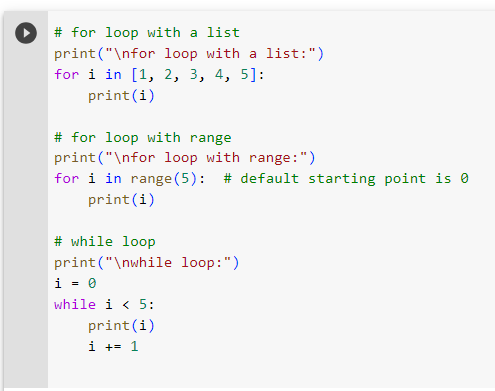 # for loop with a list
print("\nfor loop with a list:")
for i in [1, 2, 3, 4, 5]:
    print(i)

# for loop with range
print("\nfor loop with range:")
for i in range(5):  # default starting point is 0
    print(i)

# while loop
print("\nwhile loop:")
i = 0
while i < 5:
    print(i)
    i += 1